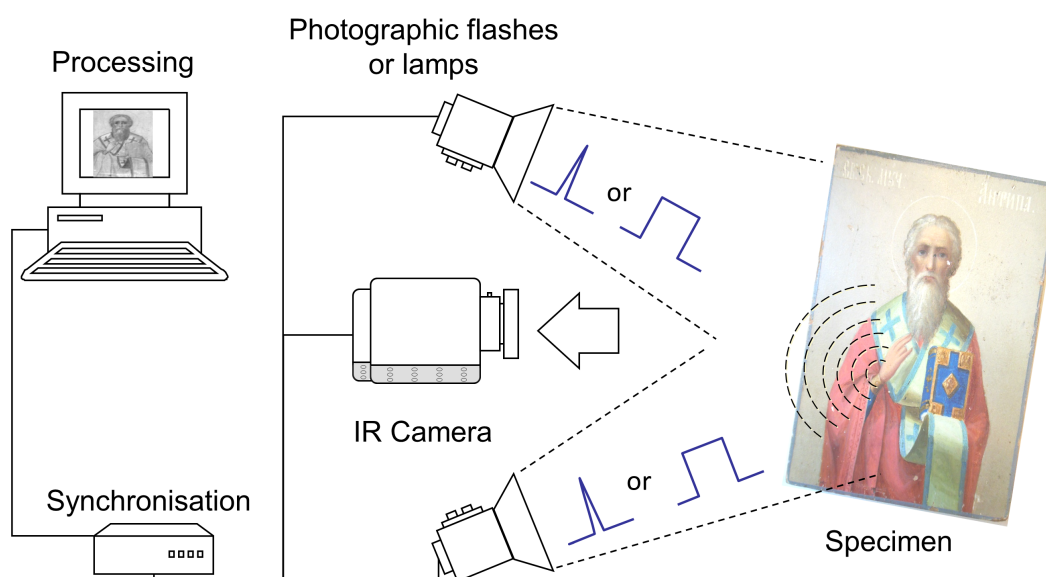 Photographic flashes
or lamps
Processing
or
IR Camera
or
Synchronisation
Specimen